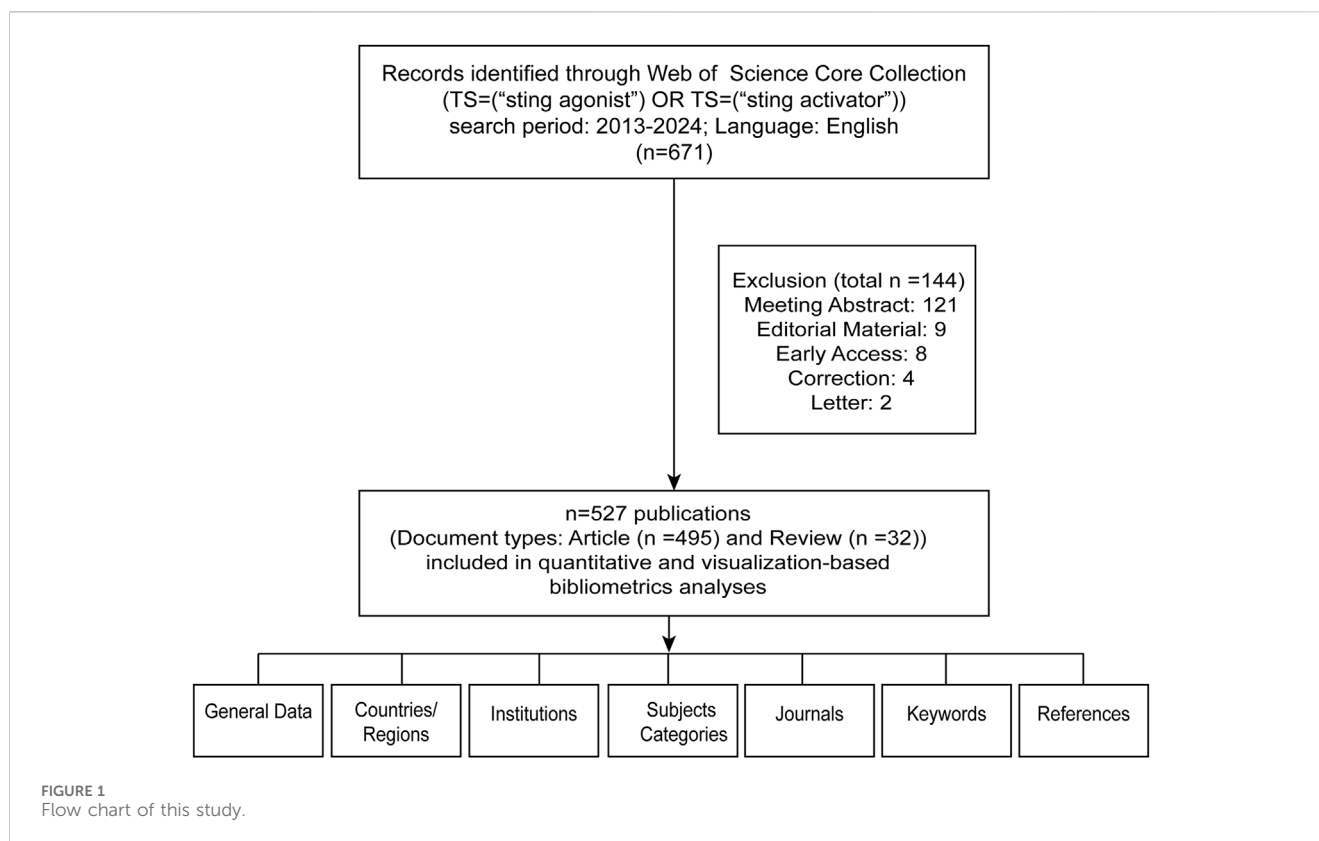 Records identified through Web of Science Core Collection
(TS=(“sting agonist”) OR TS=(“sting activator”))
search period: 2013-2024; Language: English
(n=671)
Exclusion (total n =144)
Meeting Abstract: 121
Editorial Material: 9
Early Access: 8
Correction: 4
Letter: 2
n=527 publications
(Document types: Article (n =495) and Review (n =32))
included in quantitative and visualization-based
bibliometrics analyses
General Data
Countries/
Regions
Institutions
Subjects
Categories
Journals
Keywords
References
FIGURE 1
Flow chart of this study.